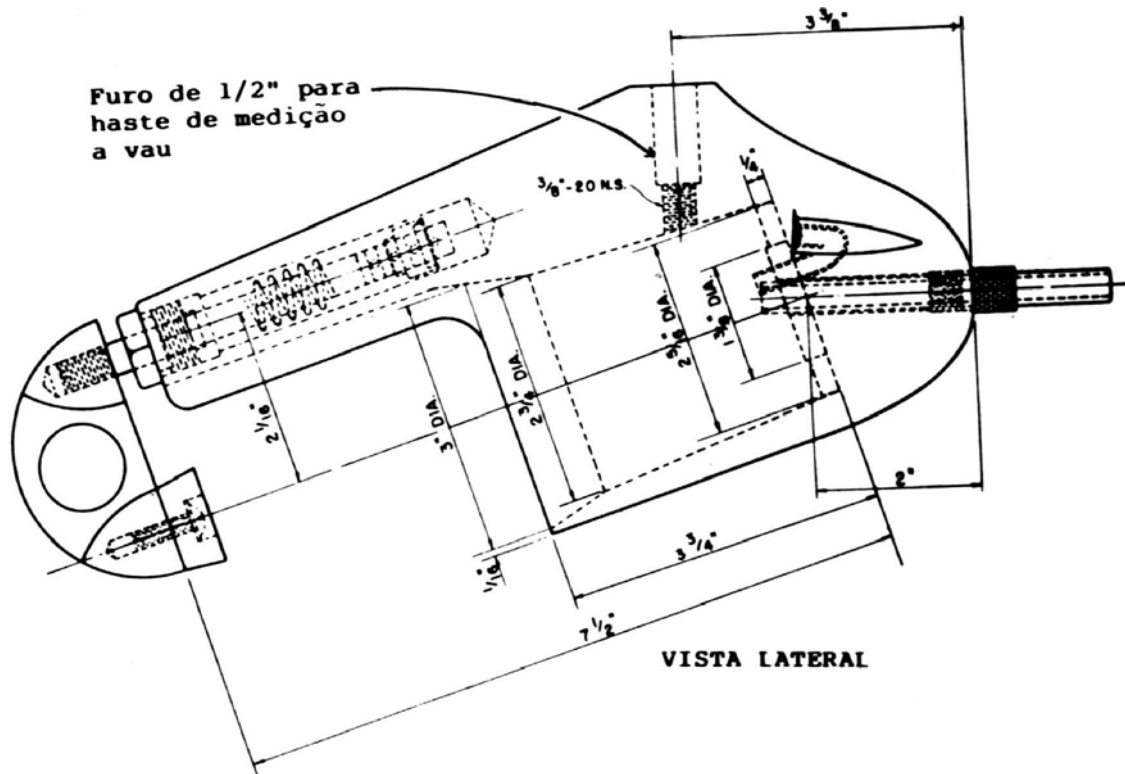 3 3/8"
Furo de 1/2" para
haste de medição
a vau
1/4"
3/8"-20 N.S.
2 1/16"
3" DIA.
2 3/4" DIA.
2 5/16" DIA.
1 3/8" DIA.
2"
1/16"
3 3/4"
7 1/2"
VISTA LATERAL